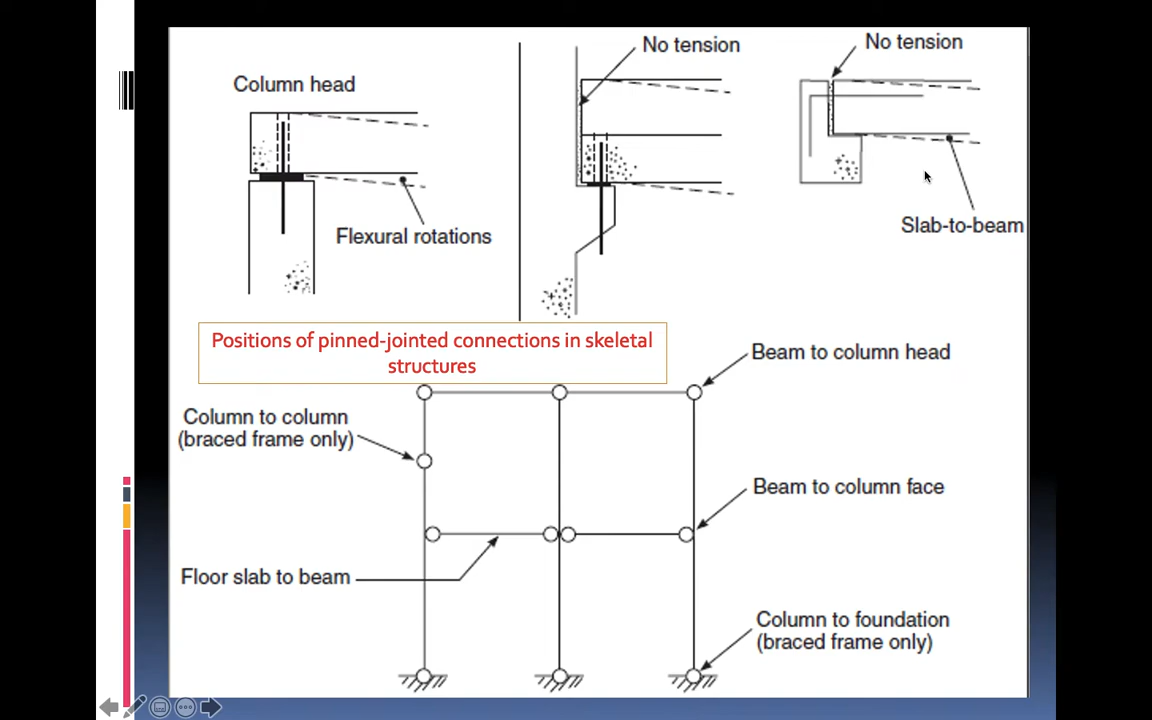 No tension
No tension
Column head
Flexural rotations
Slab-to-beam
Positions of pinned-jointed connections in skeletal
structures
Beam to column head
Column to column
(braced frame only)
Beam to column face
Floor slab to beam
Column to foundation
(braced frame only)